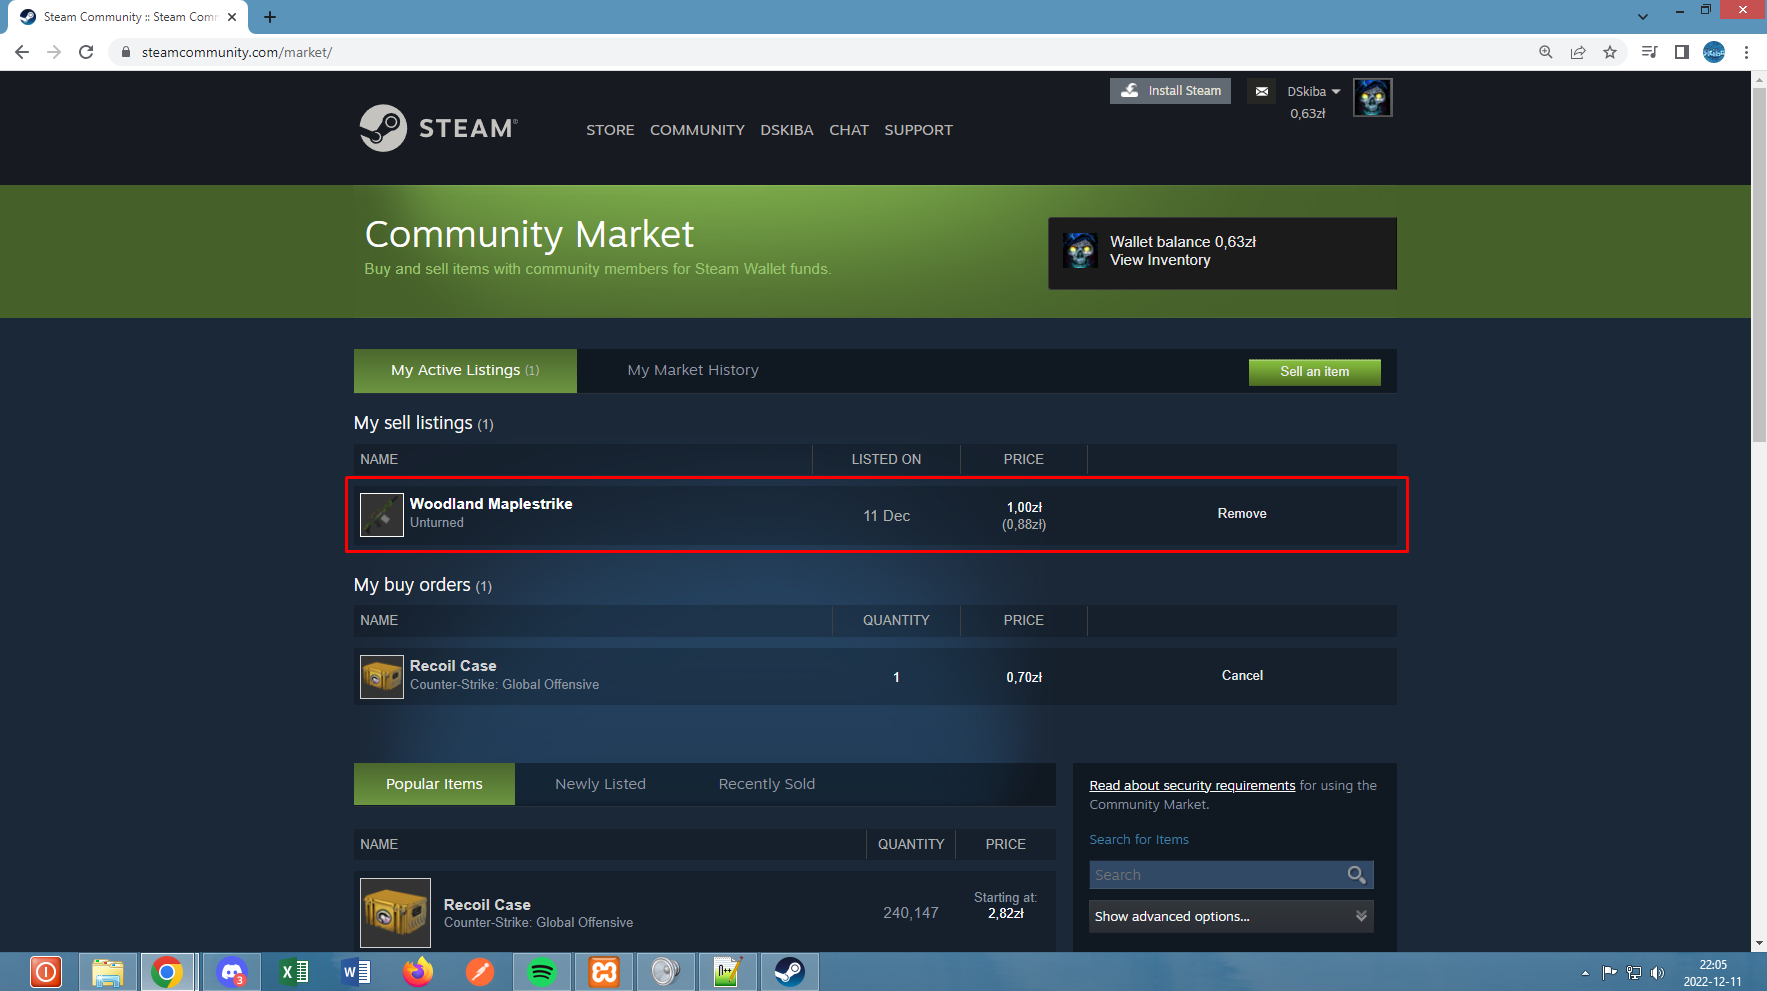 Steam Community :: Steam Comm
steamcommunity.com/market/
Install Steam
DSkiba
0,63zł
STEAM®
STORE COMMUNITY DSKIBA CHAT SUPPORT
Community Market
Buy and sell items with community members for Steam Wallet funds.
Wallet balance 0,63zł
View Inventory
My Active Listings (1)
My Market History
Sell an item
My sell listings (1)
NAME LISTED ON PRICE
Woodland Maplestrike
Unturned
11 Dec
1,00zł
(0,88zł)
Remove
My buy orders (1)
NAME QUANTITY PRICE
Recoil Case
Counter-Strike: Global Offensive
1
0,70zł
Cancel
Popular Items
Newly Listed
Recently Sold
NAME QUANTITY PRICE
Recoil Case
Counter-Strike: Global Offensive
240,147
Starting at:
2,82zł
Read about security requirements for using the
Community Market.
Search for Items
Search
Show advanced options...
3
22:05
2022-12-11